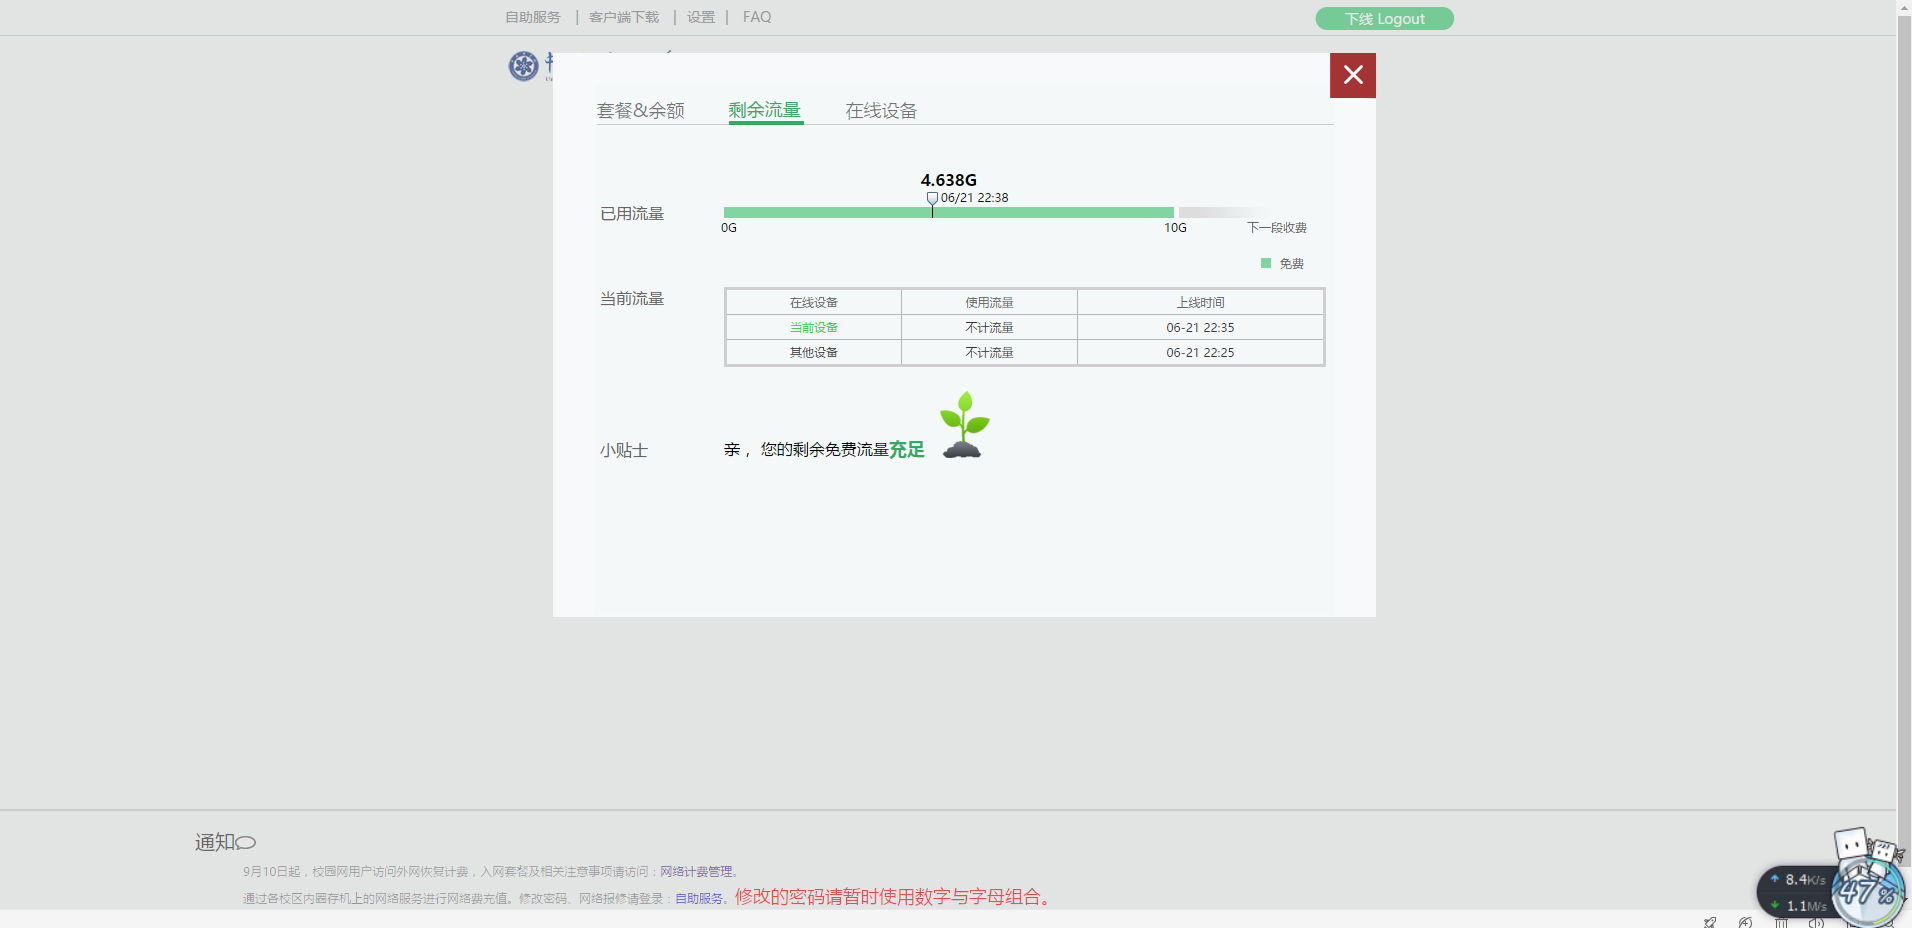 自助服务 | 客户端下载 | 设置 | FAQ
下线 Logout
套餐&余额 剩余流量 在线设备
4.638G
06/21 22:38
已用流量
0G 10G 下一段收费
免费
当前流量
在线设备 使用流量 上线时间
当前设备 不计流量 06-21 22:35
其他设备 不计流量 06-21 22:25
小贴士 亲，您的剩余免费流量充足
通知
9月10日起，校园网用户访问外网恢复计费，入网套餐及相关注意事项请访问：网络计费管理。
通过各校区内圈存机上的网络服务进行网络费充值。修改密码、网络报修请登录：自助服务。修改的密码请暂时使用数字与字母组合。
8.4K/s
1.1M/s
47%